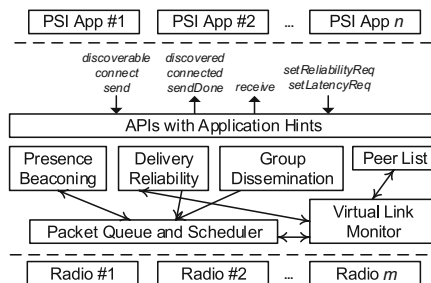 PSI App #1 PSI App #2 ... PSI App n
discoverable discovered setReliabilityReq
connect connected receive setLatencyReq
send sendDone
APIs with Application Hints
Presence Beaconing
Delivery Reliability
Group Dissemination
Peer List
Packet Queue and Scheduler
Virtual Link Monitor
Radio #1 Radio #2 ... Radio m